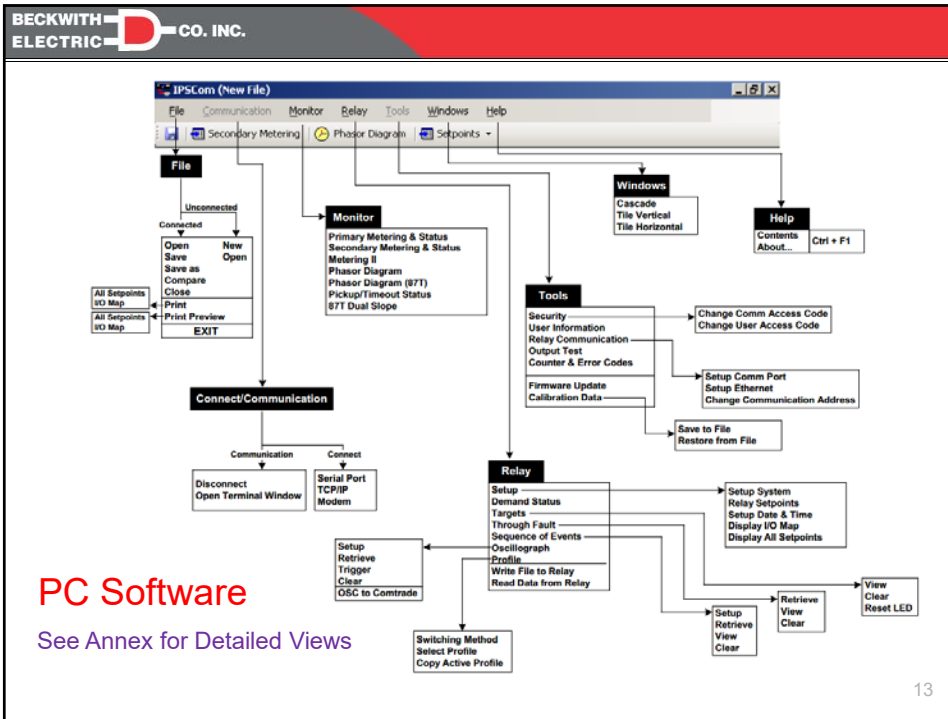 BECKWITH
ELECTRIC
CO. INC.
IPSCom (New File)
File Communication Monitor Relay Tools Windows Help
Secondary Metering Phasor Diagram Setpoints
File
Unconnected
Connected
Open New
Save Open
Save as
Compare
Close
Print
Print Preview
EXIT
All Setpoints
I/O Map
All Setpoints
I/O Map
Monitor
Primary Metering & Status
Secondary Metering & Status
Metering II
Phasor Diagram
Phasor Diagram (87T)
Pickup/Timeout Status
87T Dual Slope
Windows
Cascade
Tile Vertical
Tile Horizontal
Help
Contents Ctrl + F1
About...
Tools
Security
User Information
Relay Communication
Output Test
Counter & Error Codes
Firmware Update
Calibration Data
Change Comm Access Code
Change User Access Code
Setup Comm Port
Setup Ethernet
Change Communication Address
Save to File
Restore from File
Connect/Communication
Communication Connect
Disconnect
Open Terminal Window
Serial Port
TCP/IP
Modem
Relay
Setup
Demand Status
Targets
Through Fault
Sequence of Events
Oscillograph
Profile
Write File to Relay
Read Data from Relay
Setup System
Relay Setpoints
Setup Date & Time
Display I/O Map
Display All Setpoints
Setup
Retrieve
Trigger
Clear
OSC to Comtrade
View
Clear
Reset LED
Retrieve
View
Clear
Setup
Retrieve
View
Clear
Switching Method
Select Profile
Copy Active Profile
PC Software
See Annex for Detailed Views
13